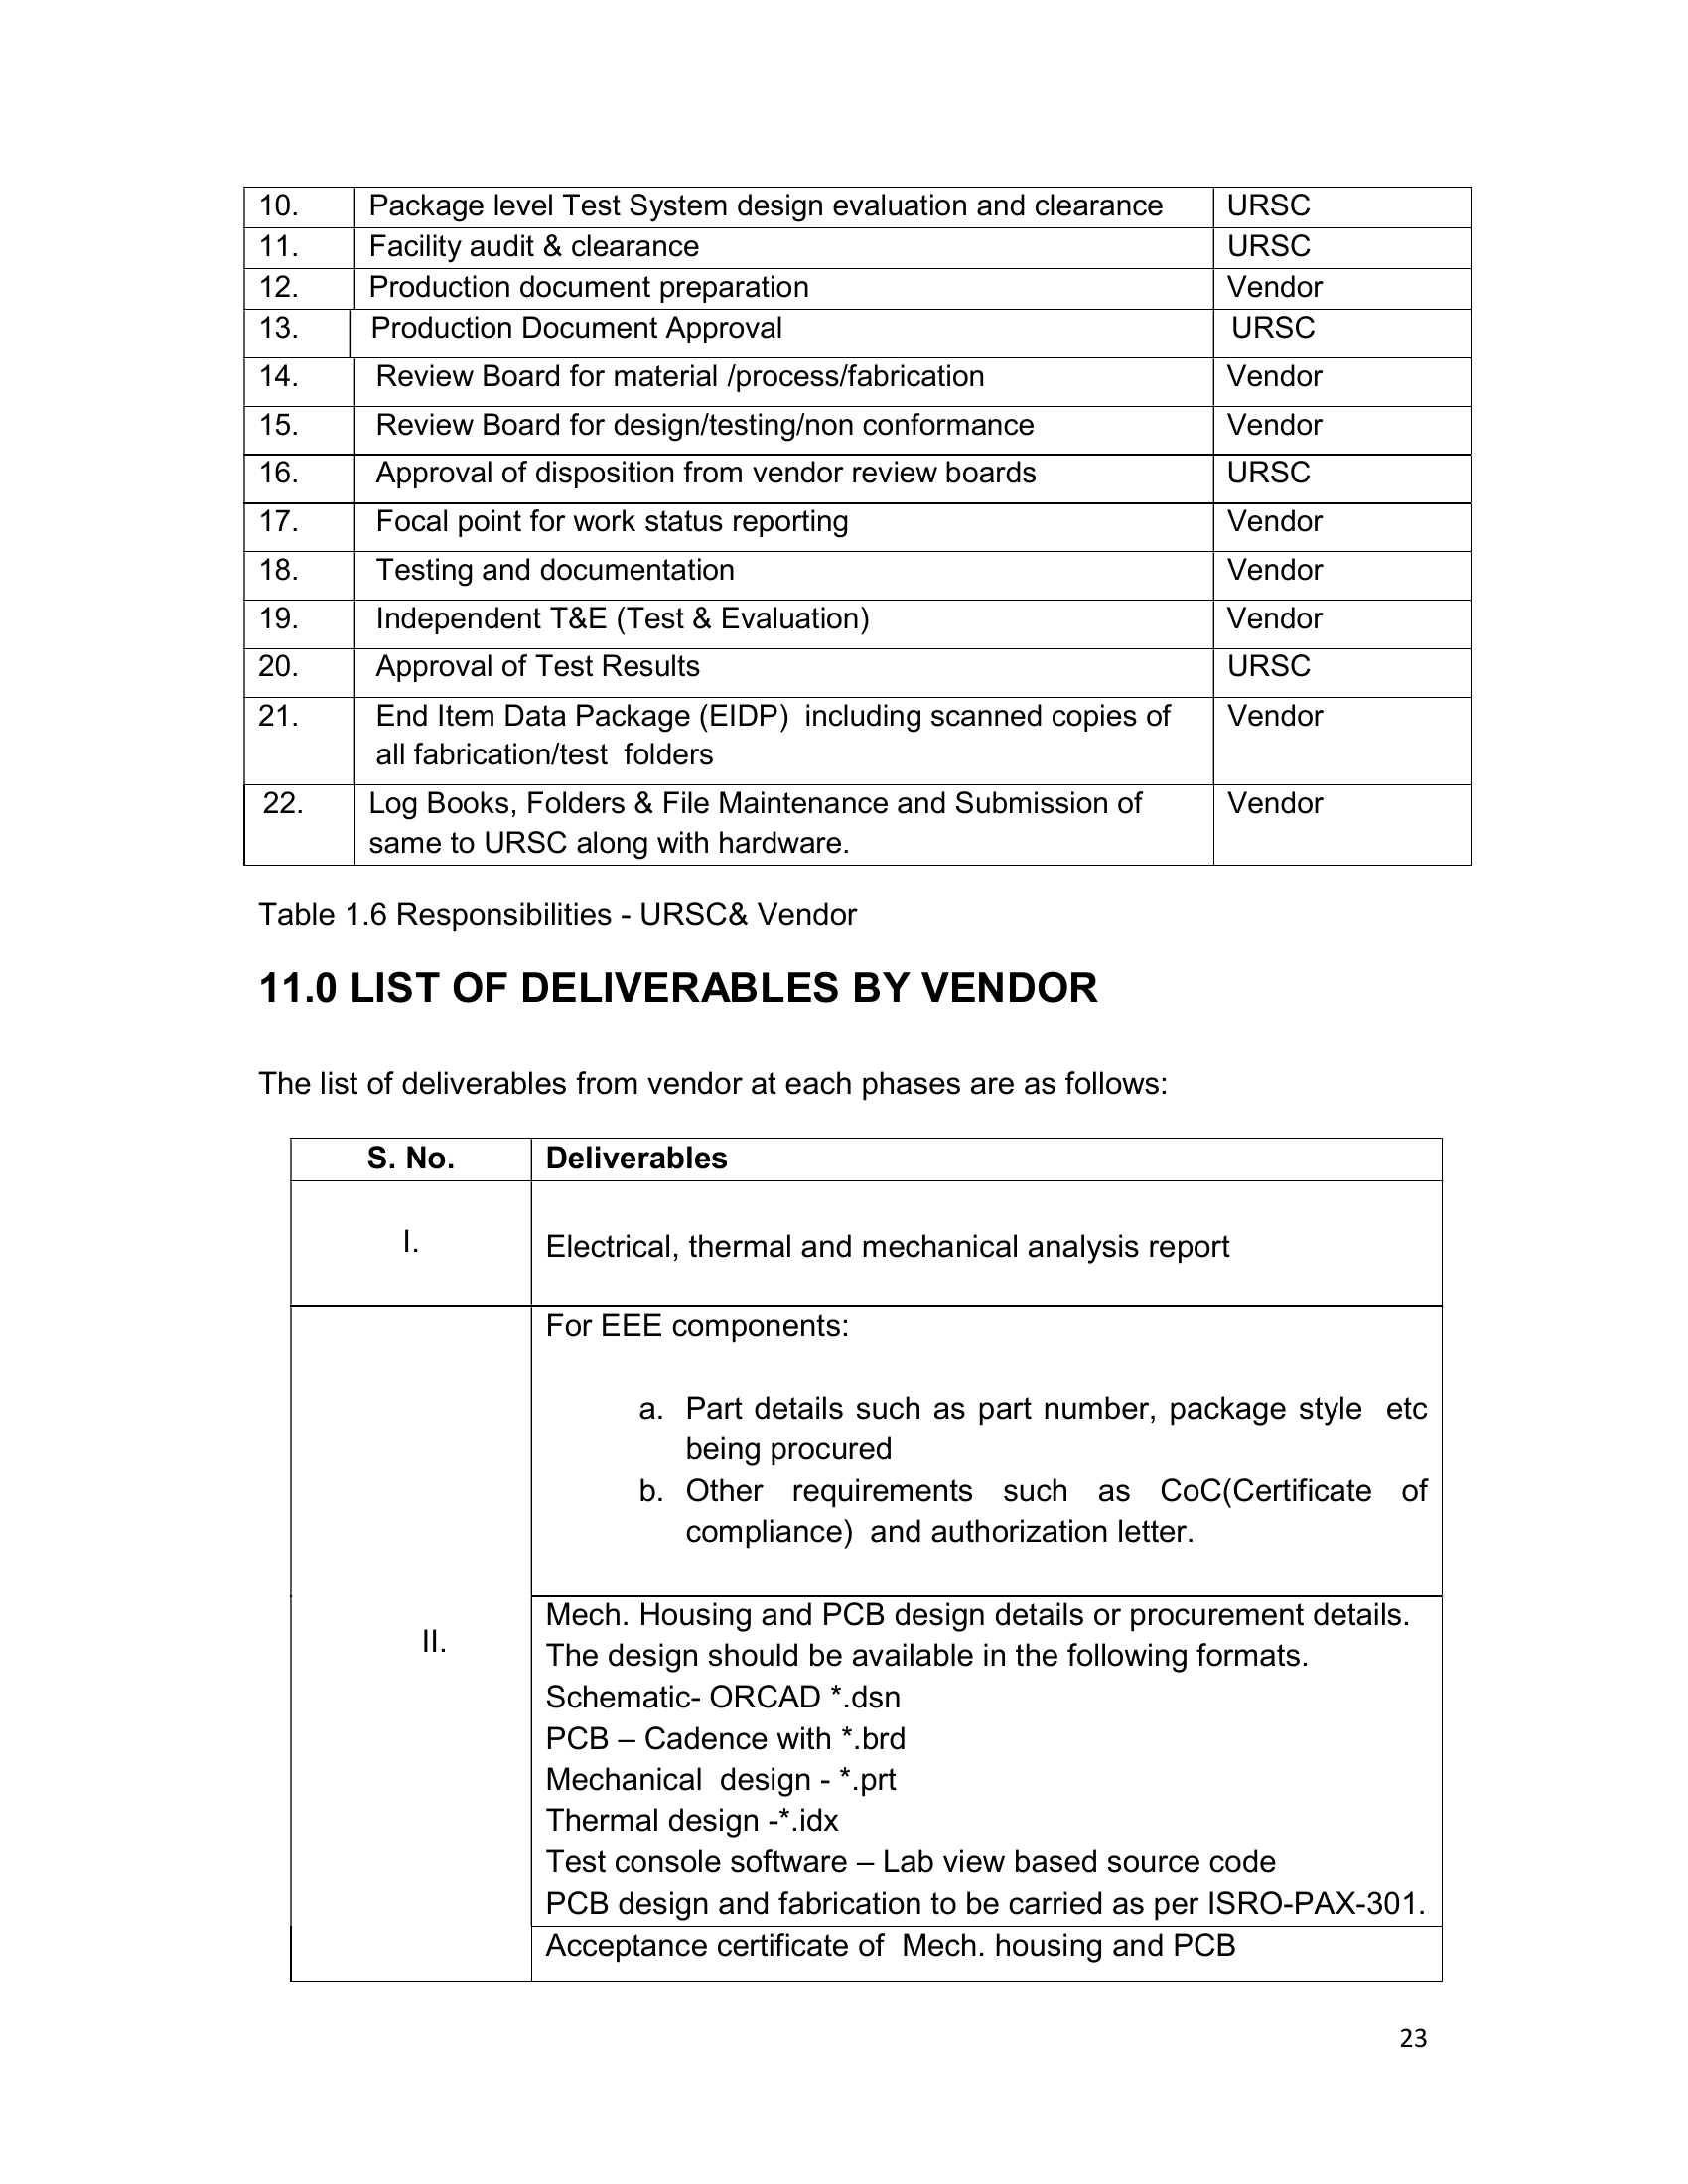 10. Package level Test System design evaluation and clearance URSC
11. Facility audit & clearance URSC
12. Production document preparation Vendor
13. Production Document Approval URSC
14. Review Board for material /process/fabrication Vendor
15. Review Board for design/testing/non conformance Vendor
16. Approval of disposition from vendor review boards URSC
17. Focal point for work status reporting Vendor
18. Testing and documentation Vendor
19. Independent T&E (Test & Evaluation) Vendor
20. Approval of Test Results URSC
21. End Item Data Package (EIDP) including scanned copies of Vendor
all fabrication/test folders
22. Log Books, Folders & File Maintenance and Submission of Vendor
same to URSC along with hardware.
Table 1.6 Responsibilities - URSC& Vendor
11.0 LIST OF DELIVERABLES BY VENDOR
The list of deliverables from vendor at each phases are as follows:
S. No. Deliverables
I. Electrical, thermal and mechanical analysis report
II.
For EEE components:
a. Part details such as part number, package style etc
being procured
b. Other requirements such as CoC(Certificate of
compliance) and authorization letter.
Mech. Housing and PCB design details or procurement details.
The design should be available in the following formats.
Schematic- ORCAD *.dsn
PCB – Cadence with *.brd
Mechanical design - *.prt
Thermal design -*.idx
Test console software – Lab view based source code
PCB design and fabrication to be carried as per ISRO-PAX-301.
Acceptance certificate of Mech. housing and PCB
23